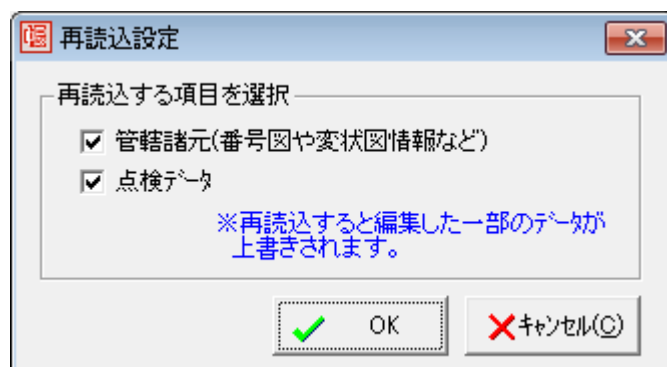 再読込設定
再読込する項目を選択
管轄諸元(番号図や変状図情報など)
点検ﾃﾞｰﾀ
※再読込すると編集した一部のﾃﾞｰﾀが
上書きされます。
OK
ｷｬﾝｾﾙ(C)